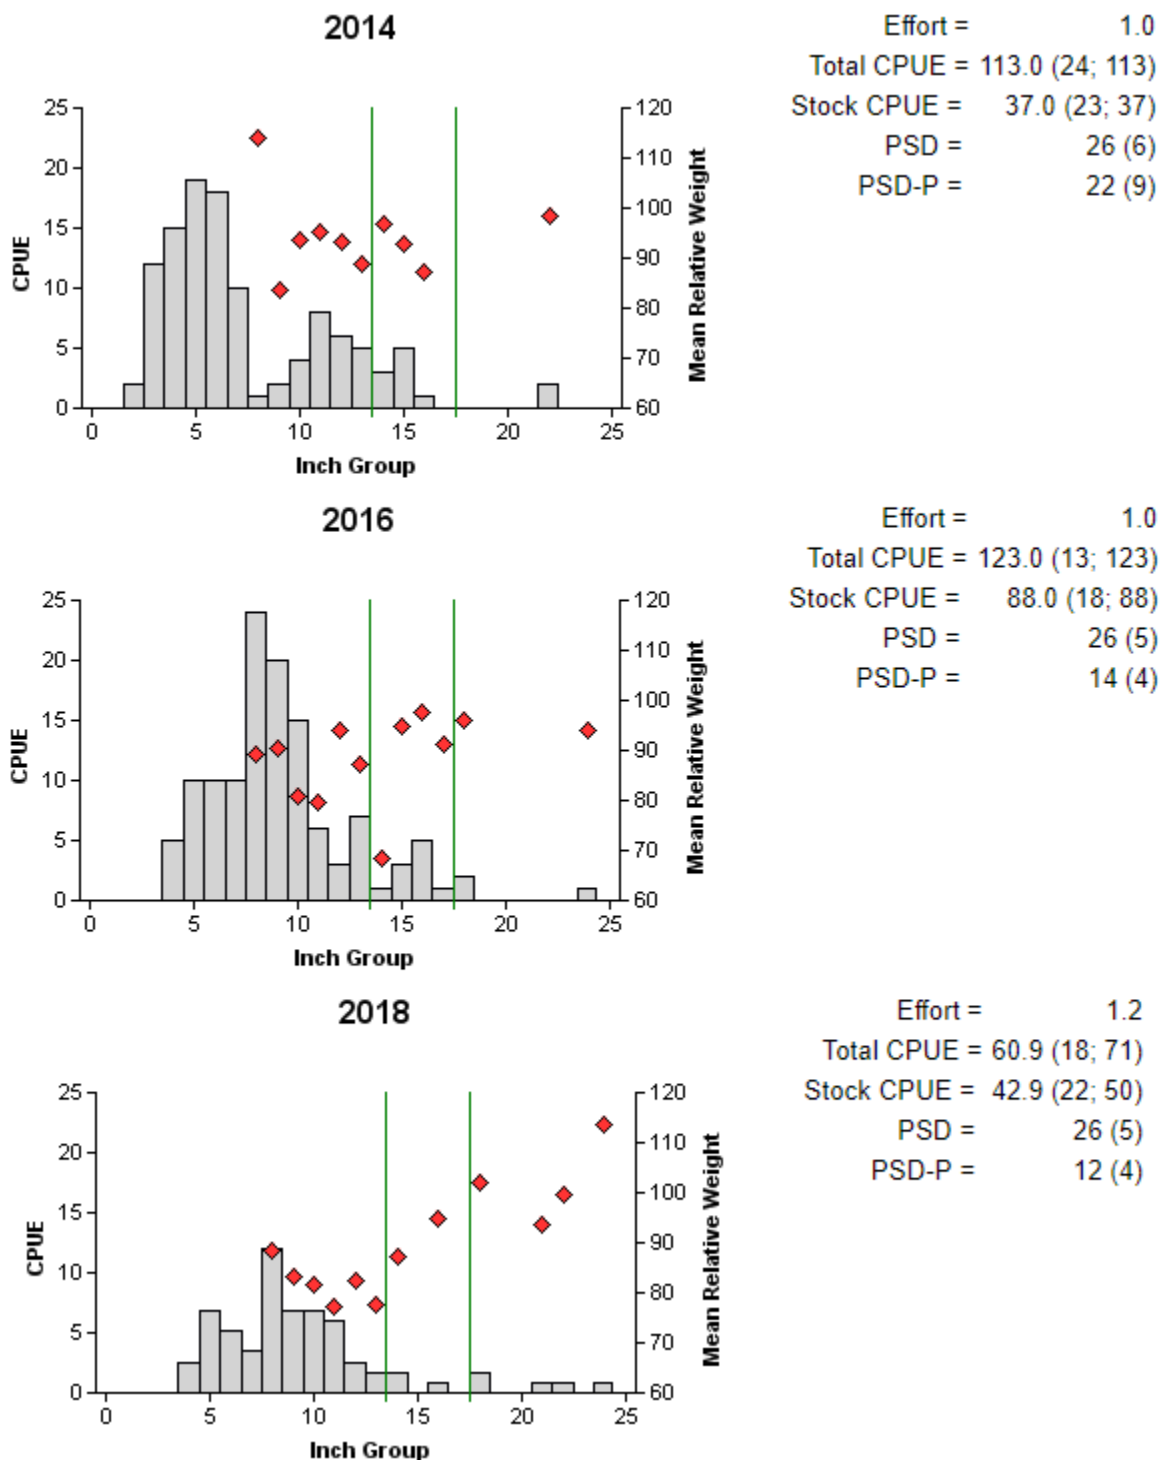 2014
Effort = 1.0
Total CPUE = 113.0 (24; 113)
Stock CPUE = 37.0 (23; 37)
PSD = 26 (6)
PSD-P = 22 (9)
25
20
15
10
5
0
CPUE
120
110
100
90
80
70
60
Mean Relative Weight
0 5 10 15 20 25
Inch Group
2016
Effort = 1.0
Total CPUE = 123.0 (13; 123)
Stock CPUE = 88.0 (18; 88)
PSD = 26 (5)
PSD-P = 14 (4)
25
20
15
10
5
0
CPUE
120
110
100
90
80
70
60
Mean Relative Weight
0 5 10 15 20 25
Inch Group
2018
Effort = 1.2
Total CPUE = 60.9 (18; 71)
Stock CPUE = 42.9 (22; 50)
PSD = 26 (5)
PSD-P = 12 (4)
25
20
15
10
5
0
CPUE
120
110
100
90
80
70
60
Mean Relative Weight
0 5 10 15 20 25
Inch Group